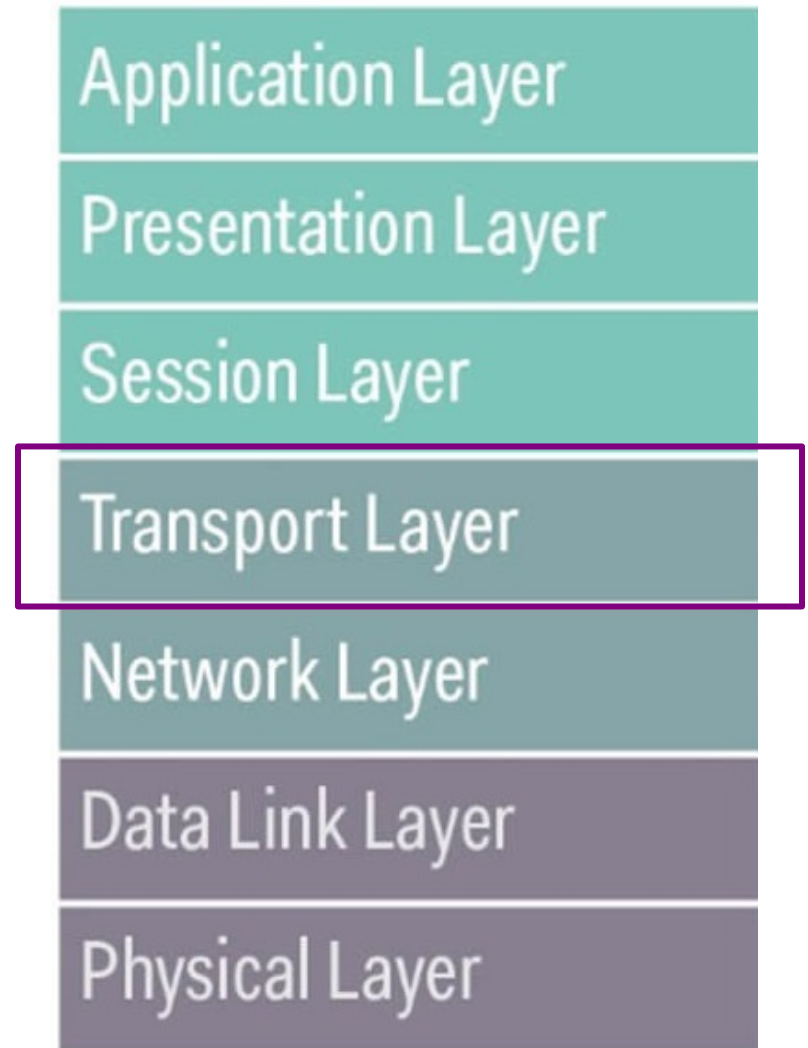 Application Layer
Presentation Layer
Session Layer
Transport Layer
Network Layer
Data Link Layer
Physical Layer